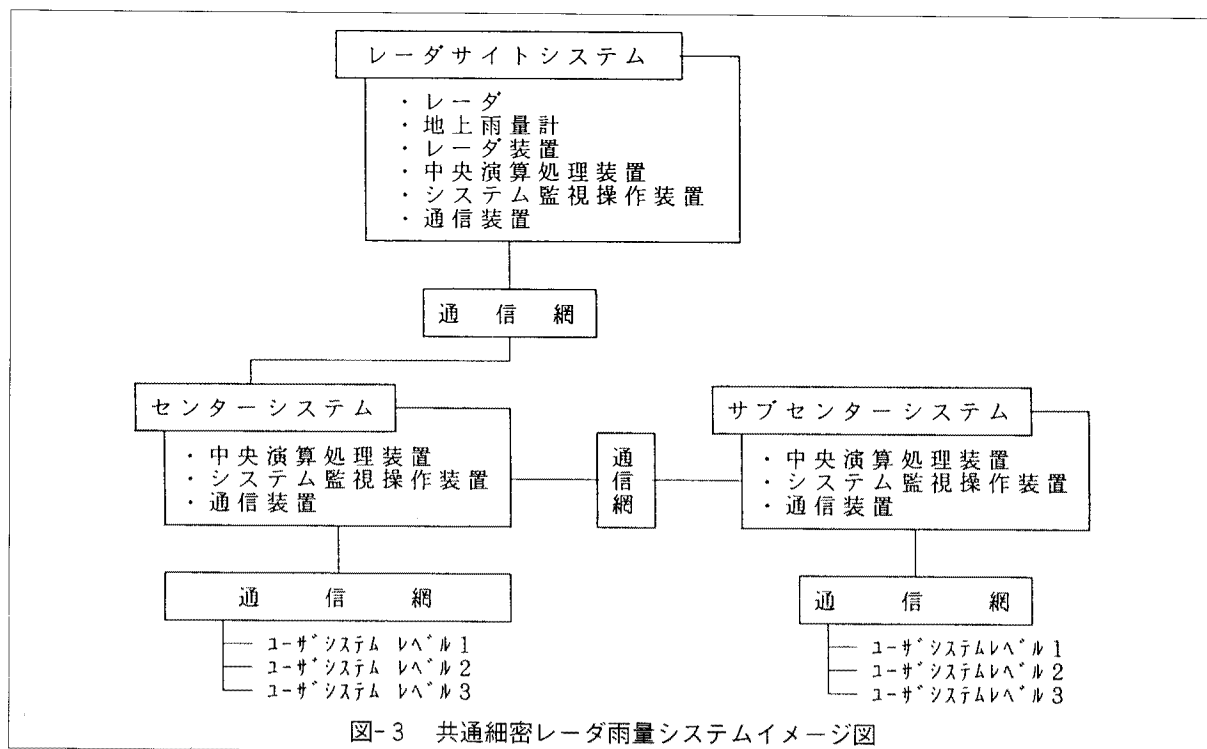 レーダサイトシステム
・レーダ
・地上雨量計
・レーダ装置
・中央演算処理装置
・システム監視操作装置
・通信装置
通信網
センターシステム
・中央演算処理装置
・システム監視操作装置
・通信装置
通信網
サブセンターシステム
・中央演算処理装置
・システム監視操作装置
・通信装置
通信網
ユーザシステム レベル1
ユーザシステム レベル2
ユーザシステム レベル3
通信網
ユーザシステムレベル1
ユーザシステムレベル2
ユーザシステムレベル3
図-3 共通細密レーダ雨量システムイメージ図